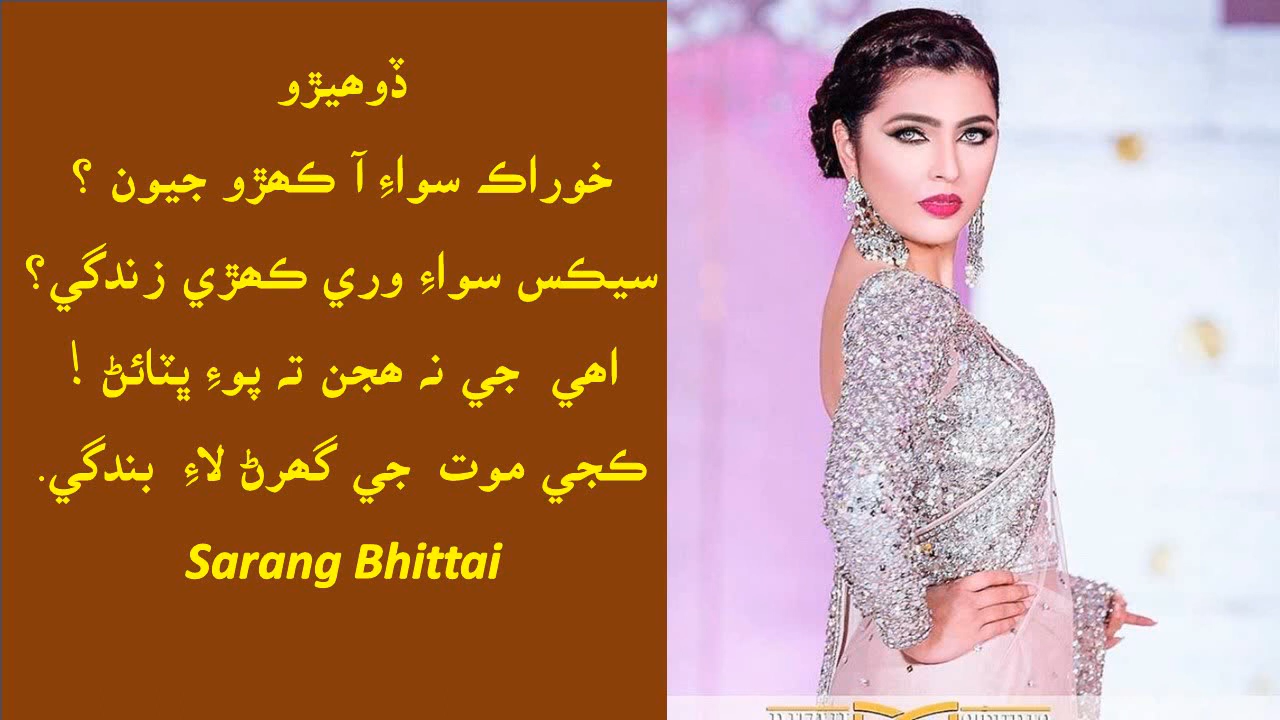 ڏوهيڙو
خوراڪ سواءِ آ ڪهڙو جيون ؟
سيڪس سواءِ وري ڪهڙي زندگي؟
اهي جي نہ هجن تہ پوءِ ڀٽائڻ !
ڪجي موت جي گهرڻ لاءِ بندگي.
Sarang Bhittai